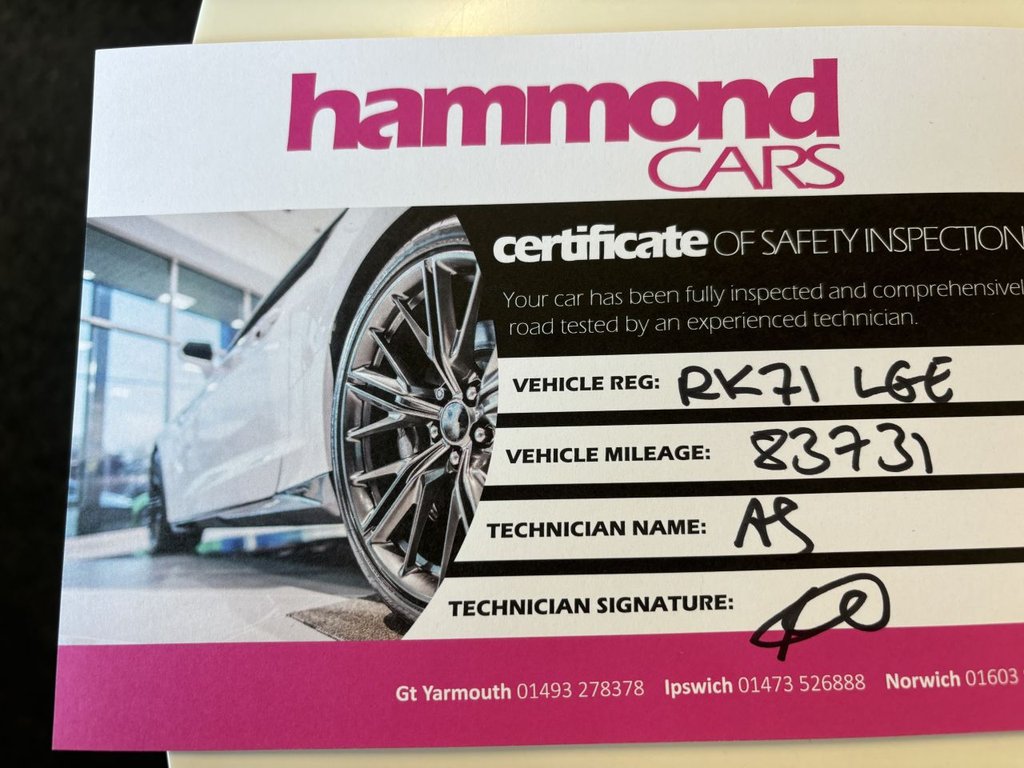 hammond
CARS
certificate OF SAFETY INSPECTION
Your car has been fully inspected and comprehensivel
road tested by an experienced technician.
VEHICLE REG: RK71 LGE
VEHICLE MILEAGE: 83731
TECHNICIAN NAME: AS
TECHNICIAN SIGNATURE:
Gt Yarmouth 01493 278378 Ipswich 01473 526888 Norwich 01603